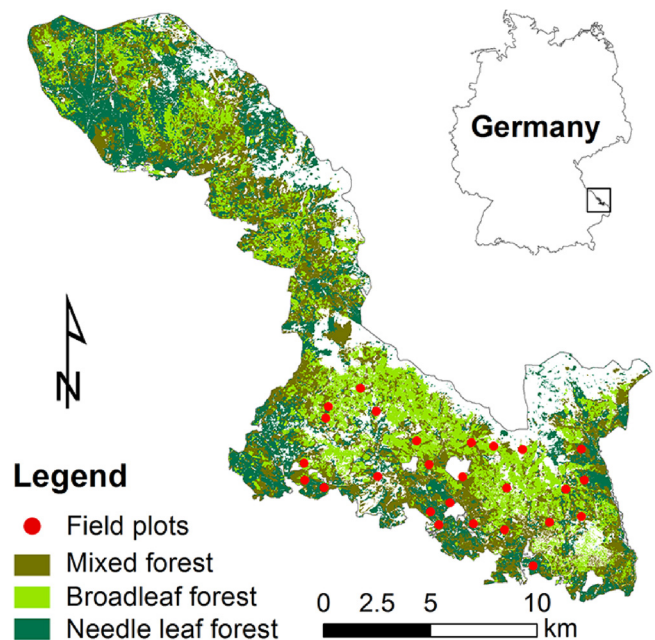 Germany
N
Legend
Field plots
Mixed forest
Broadleaf forest
Needle leaf forest
0 2.5 5 10
km